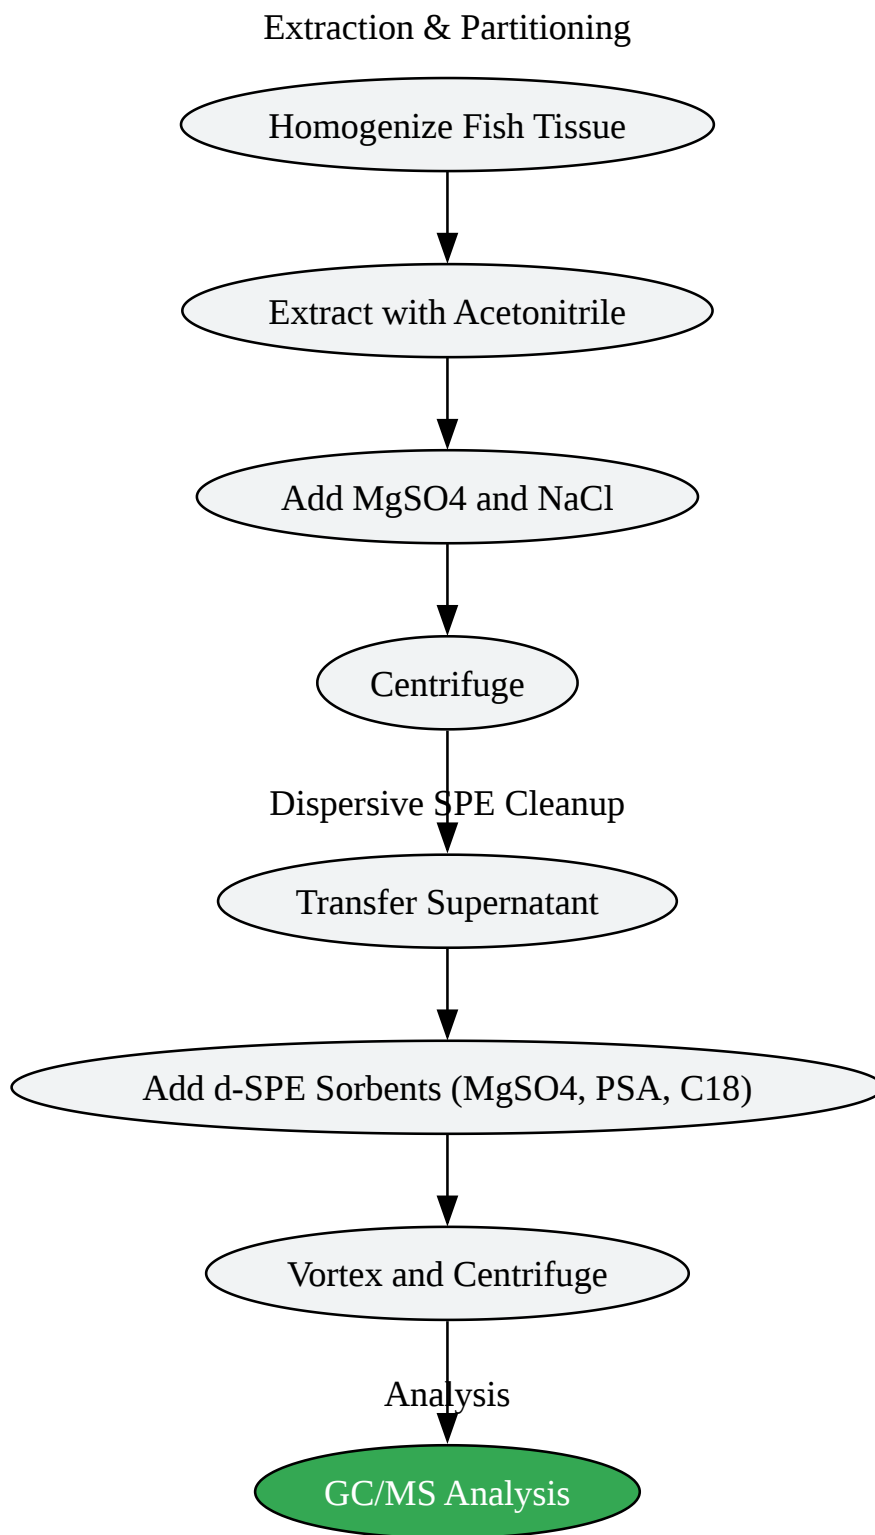 Extraction & Partitioning
Homogenize Fish Tissue
Extract with Acetonitrile
Add MgSO4 and NaCl
Centrifuge
Dispersive SPE Cleanup
Transfer Supernatant
Add d-SPE Sorbents (MgSO4, PSA, C18)
Vortex and Centrifuge
Analysis
GC/MS Analysis